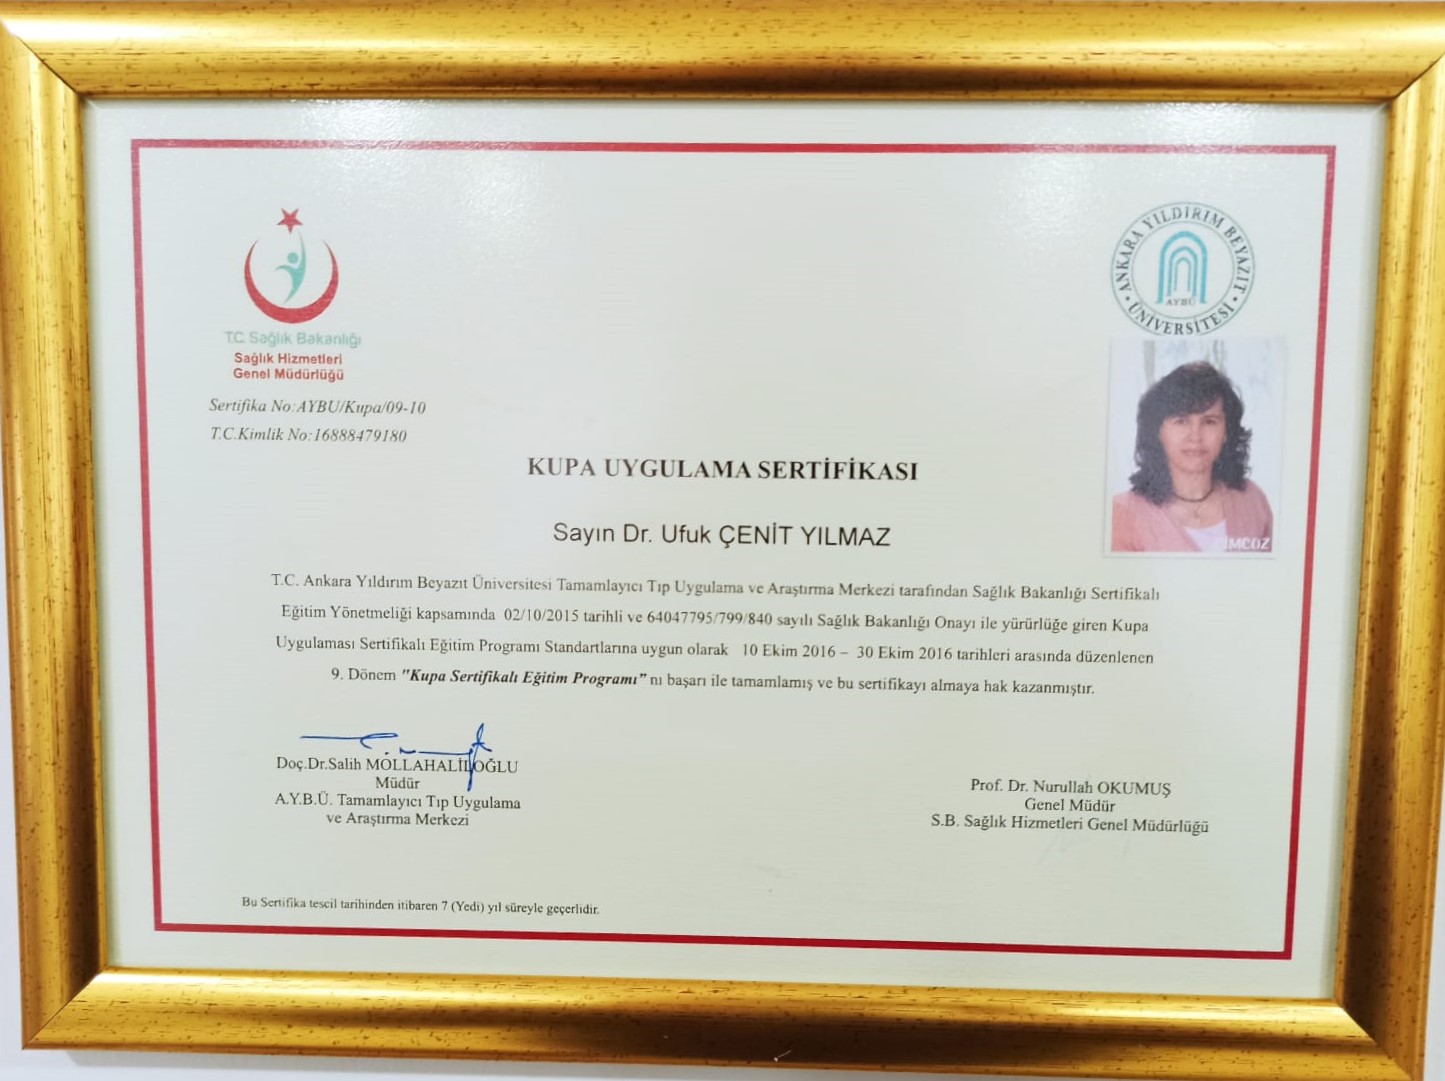 T.C. Sağlık Bakanlığı
Sağlık Hizmetleri
Genel Müdürlüğü
ANKARA YILDIRIM BEYAZIT
ÜNİVERSİTESİ
AYBÜ
Sertifika No:AYBU/Kupa/09-10
T.C.Kimlik No:16888479180
KUPA UYGULAMA SERTİFİKASI
Sayın Dr. Ufuk ÇENİT YILMAZ
T.C. Ankara Yıldırım Beyazıt Üniversitesi Tamamlayıcı Tıp Uygulama ve Araştırma Merkezi tarafından Sağlık Bakanlığı Sertifikalı
Eğitim Yönetmeliği kapsamında 02/10/2015 tarihli ve 64047795/799/840 sayılı Sağlık Bakanlığı Onayı ile yürürlüğe giren Kupa
Uygulaması Sertifikalı Eğitim Programı Standartlarına uygun olarak 10 Ekim 2016 – 30 Ekim 2016 tarihleri arasında düzenlenen
9. Dönem "Kupa Sertifikalı Eğitim Programı" nı başarı ile tamamlamış ve bu sertifikayı almaya hak kazanmıştır.
Doç.Dr.Salih MOLLAHALİLOĞLU
Müdür
A.Y.B.Ü. Tamamlayıcı Tıp Uygulama
ve Araştırma Merkezi
Prof. Dr. Nurullah OKUMUŞ
Genel Müdür
S.B. Sağlık Hizmetleri Genel Müdürlüğü
Bu Sertifika tescil tarihinden itibaren 7 (Yedi) yıl süreyle geçerlidir.